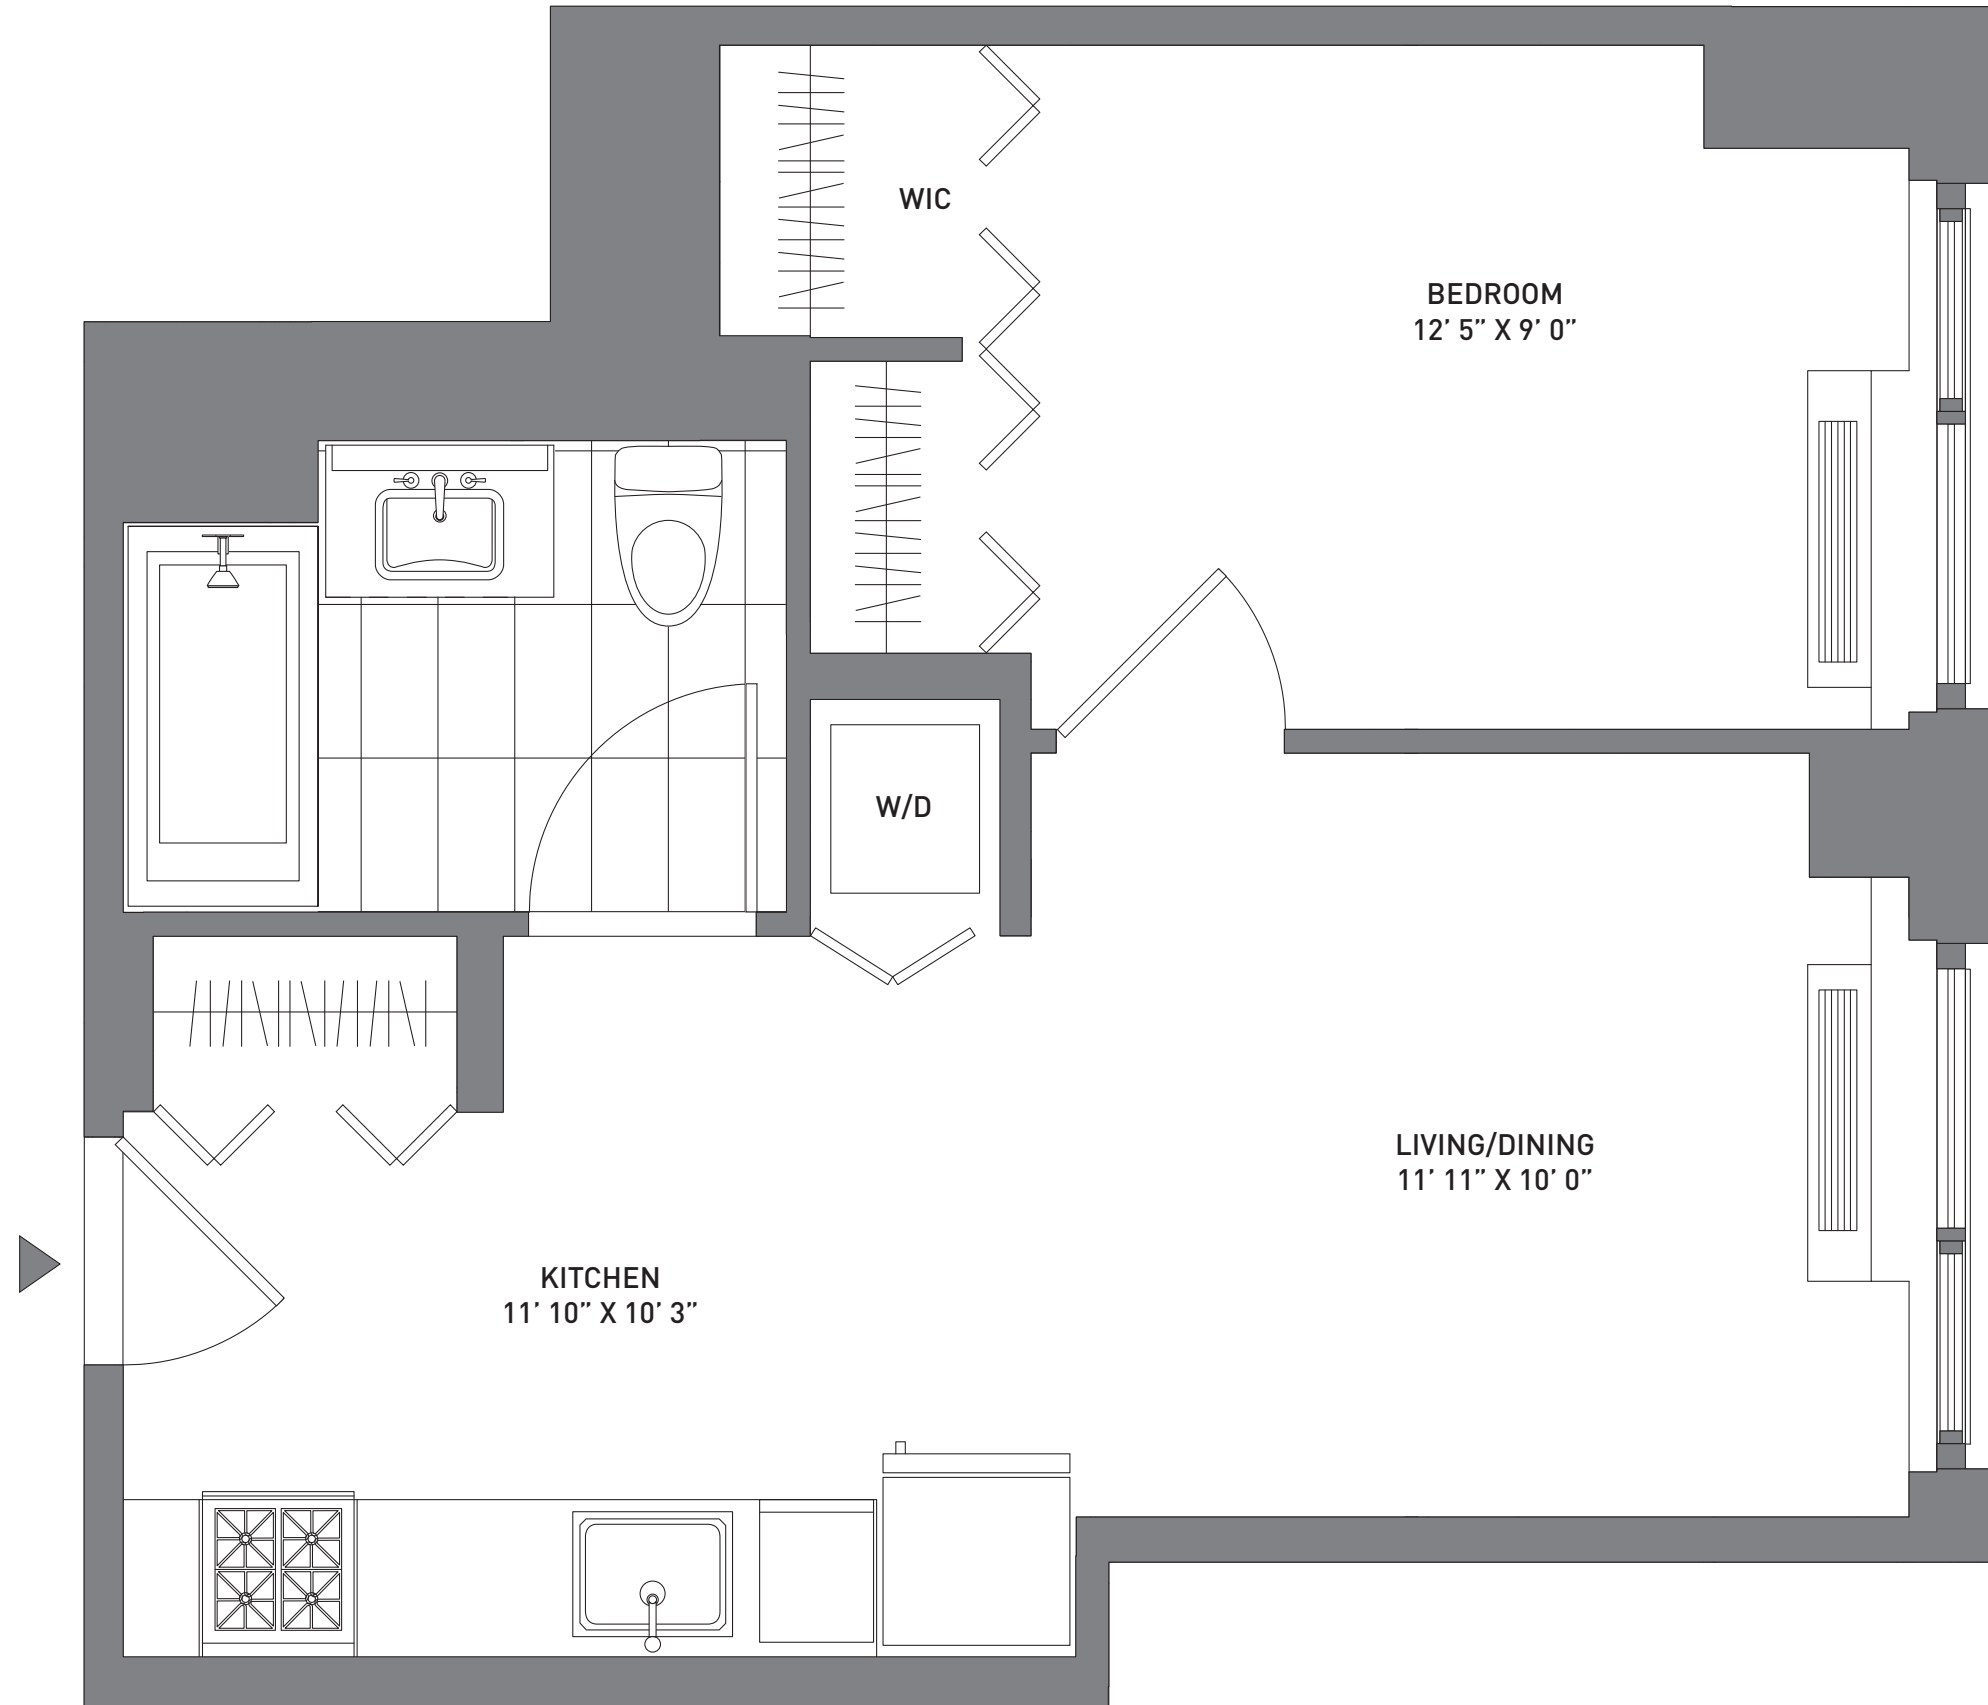 WIC
BEDROOM
12’ 5” X 9’ 0”
W/D
LIVING/DINING
11’ 11” X 10’ 0”
KITCHEN
11’ 10” X 10’ 3”